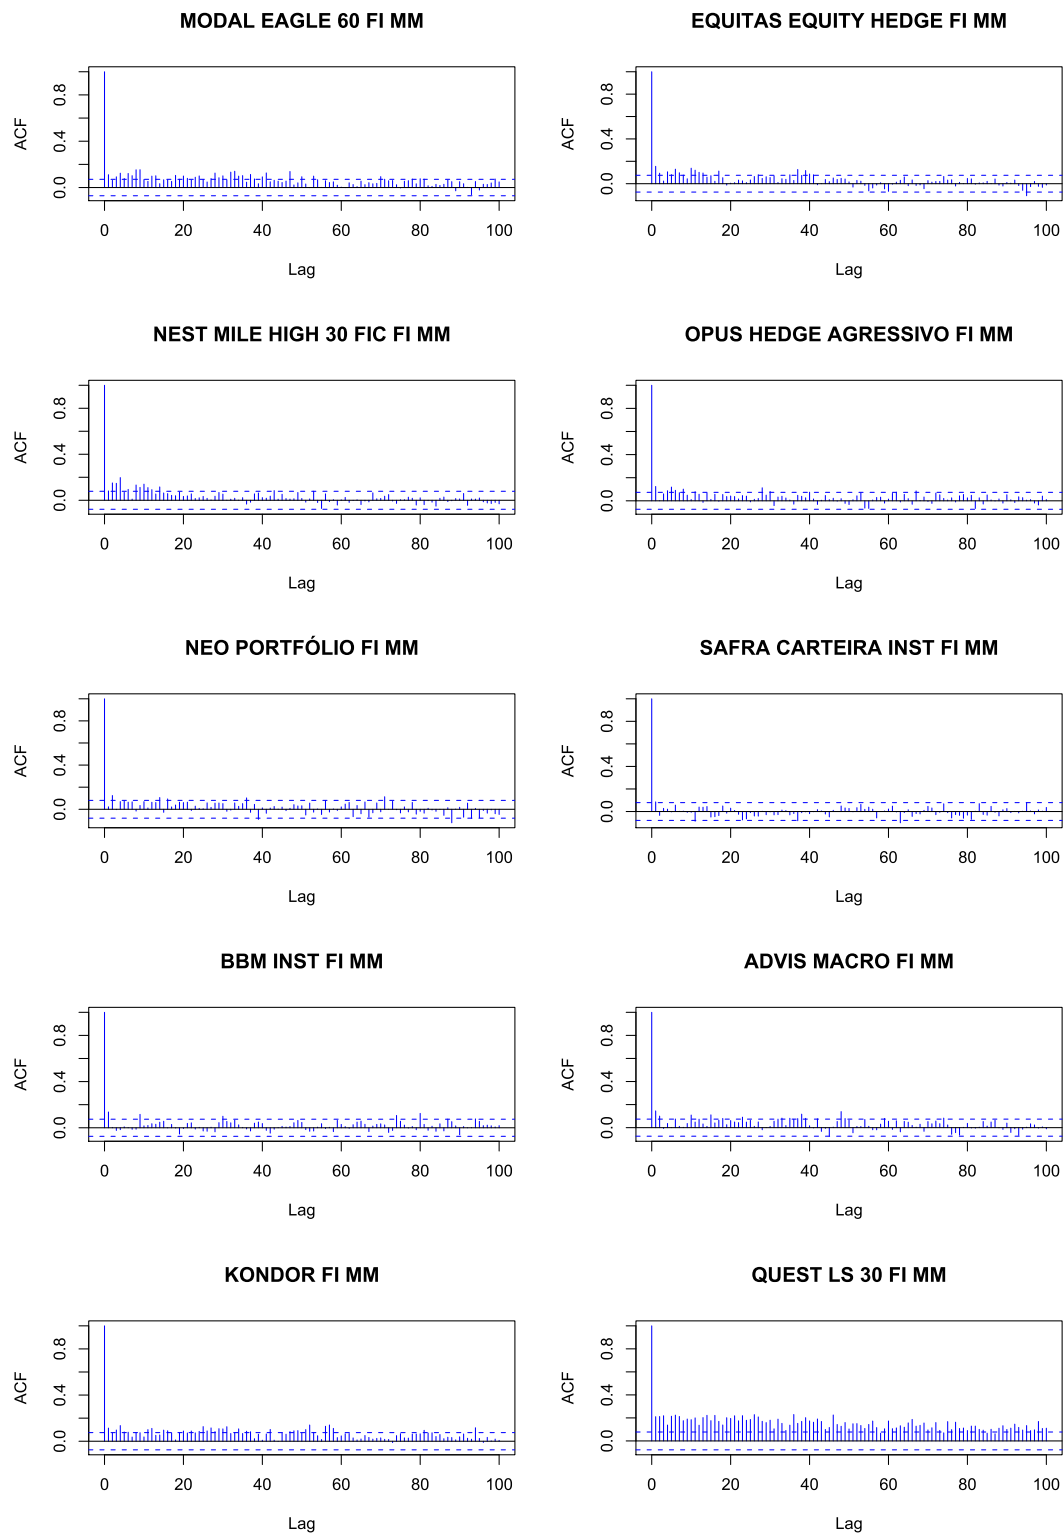 MODAL EAGLE 60 FI MM
ACF
0.0 0.4 0.8
0 20 40 60 80 100
Lag
EQUITAS EQUITY HEDGE FI MM
ACF
0.0 0.4 0.8
0 20 40 60 80 100
Lag
NEST MILE HIGH 30 FIC FI MM
ACF
0.0 0.4 0.8
0 20 40 60 80 100
Lag
OPUS HEDGE AGRESSIVO FI MM
ACF
0.0 0.4 0.8
0 20 40 60 80 100
Lag
NEO PORTFÓLIO FI MM
ACF
0.0 0.4 0.8
0 20 40 60 80 100
Lag
SAFRA CARTEIRA INST FI MM
ACF
0.0 0.4 0.8
0 20 40 60 80 100
Lag
BBM INST FI MM
ACF
0.0 0.4 0.8
0 20 40 60 80 100
Lag
ADVIS MACRO FI MM
ACF
0.0 0.4 0.8
0 20 40 60 80 100
Lag
KONDOR FI MM
ACF
0.0 0.4 0.8
0 20 40 60 80 100
Lag
QUEST LS 30 FI MM
ACF
0.0 0.4 0.8
0 20 40 60 80 100
Lag